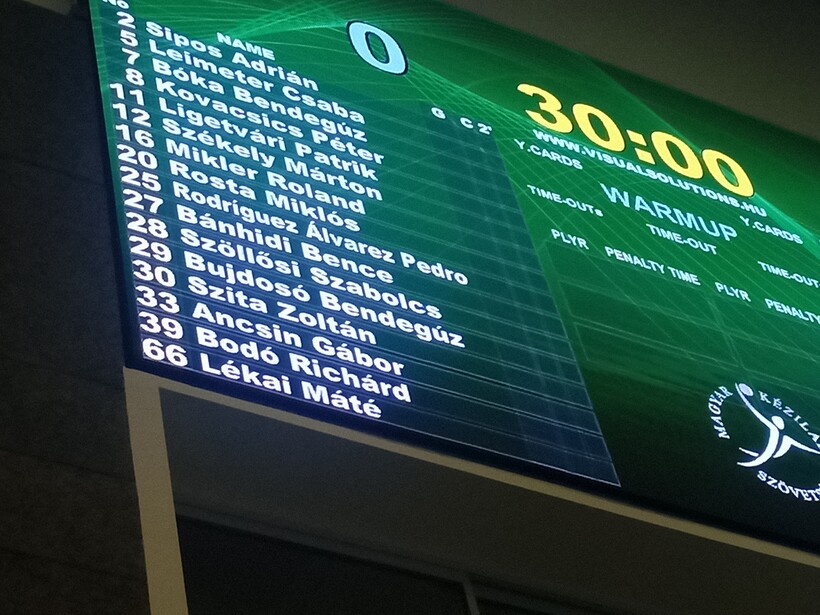 No NAME G C 2'
0
2 Sipos Adrián
5 Leimeter Csaba
7 Bóka Bendegúz
8 Kovacsics Péter
11 Ligetvári Patrik
12 Székely Márton
16 Mikler Roland
20 Rosta Miklós
25 Rodríguez Álvarez Pedro
27 Bánhidi Bence
28 Szöllősi Szabolcs
29 Bujdosó Bendegúz
30 Szita Zoltán
33 Ancsin Gábor
39 Bodó Richárd
66 Lékai Máté
30:00
WWW.VISUALSOLUTIONS.HU
Y.CARDS WARMUP Y.CARDS
TIME-OUTs TIME-OUT TIME-OUT
PLYR PENALTY TIME PLYR PENALTY
MAGYAR